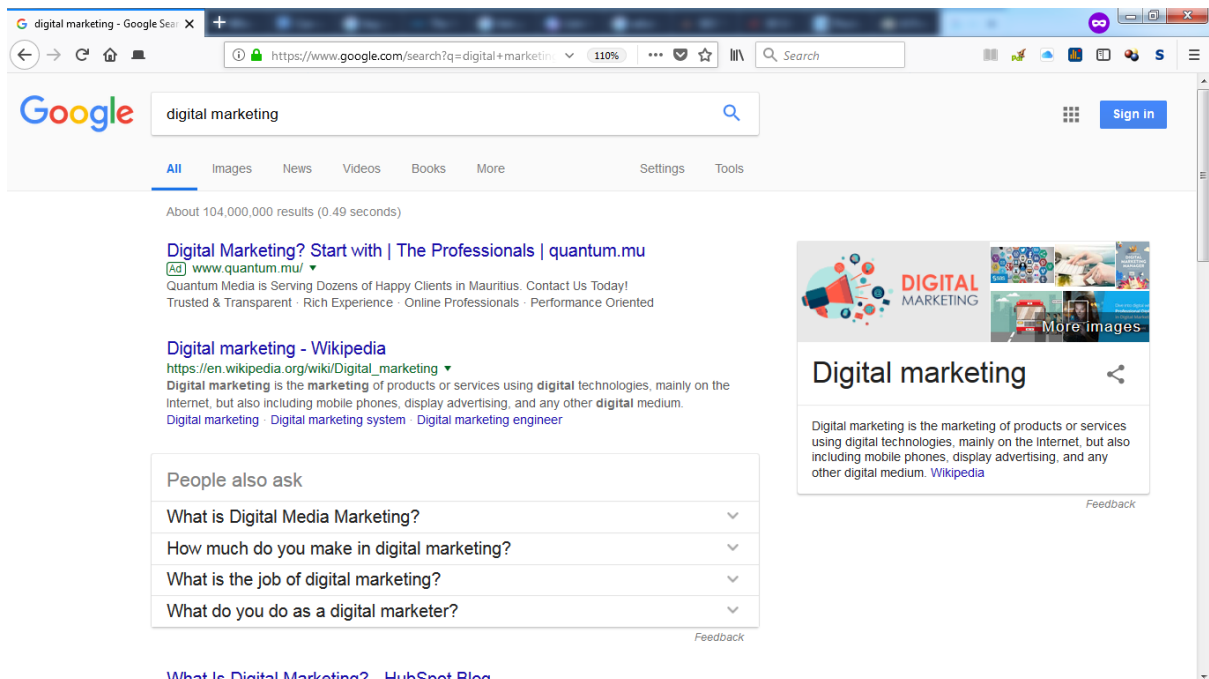 digital marketing - Google Sear
https://www.google.com/search?q=digital+marketin
110%
Search
Google
digital marketing
Sign in
All Images News Videos Books More Settings Tools
About 104,000,000 results (0.49 seconds)
Digital Marketing? Start with | The Professionals | quantum.mu
Ad www.quantum.mu/
Quantum Media is Serving Dozens of Happy Clients in Mauritius. Contact Us Today!
Trusted & Transparent · Rich Experience · Online Professionals · Performance Oriented
Digital marketing - Wikipedia
https://en.wikipedia.org/wiki/Digital_marketing
Digital marketing is the marketing of products or services using digital technologies, mainly on the
Internet, but also including mobile phones, display advertising, and any other digital medium.
Digital marketing · Digital marketing system · Digital marketing engineer
People also ask
What is Digital Media Marketing?
How much do you make in digital marketing?
What is the job of digital marketing?
What do you do as a digital marketer?
Feedback
What Is Digital Marketing? - HubSpot Blog
DIGITAL
MARKETING
More images
Digital marketing
Digital marketing is the marketing of products or services
using digital technologies, mainly on the Internet, but also
including mobile phones, display advertising, and any
other digital medium. Wikipedia
Feedback